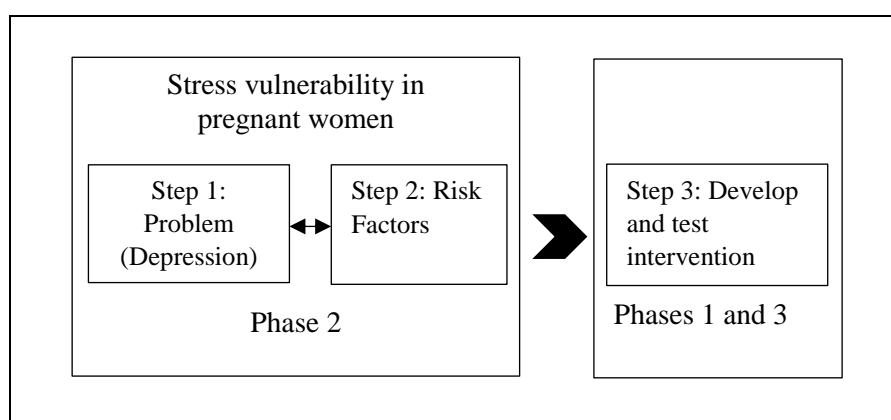 Stress vulnerability in
pregnant women
Step 1:
Problem
(Depression)
Step 2: Risk
Factors
Phase 2
Step 3: Develop
and test
intervention
Phases 1 and 3